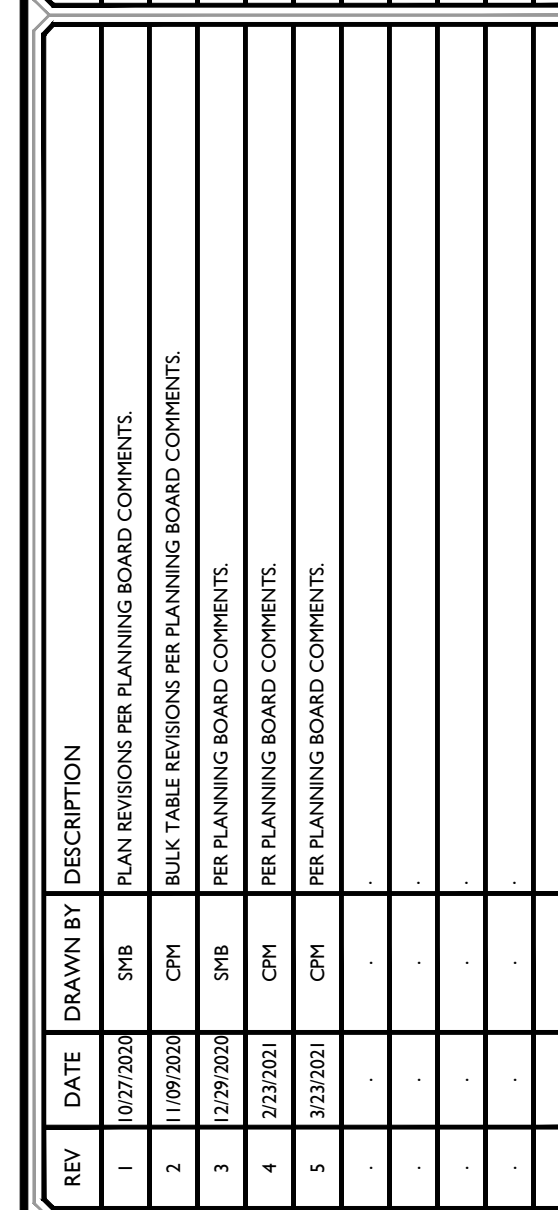 REV DATE DRAWN BY DESCRIPTION
1 10/27/2020 SMB PLAN REVISIONS PER PLANNING BOARD COMMENTS.
2 11/09/2020 CPM BULK TABLE REVISIONS PER PLANNING BOARD COMMENTS.
3 12/29/2020 SMB PER PLANNING BOARD COMMENTS.
4 2/23/2021 CPM PER PLANNING BOARD COMMENTS.
5 3/23/2021 CPM PER PLANNING BOARD COMMENTS.
. . . .
. . . .
. . . .
. . . .